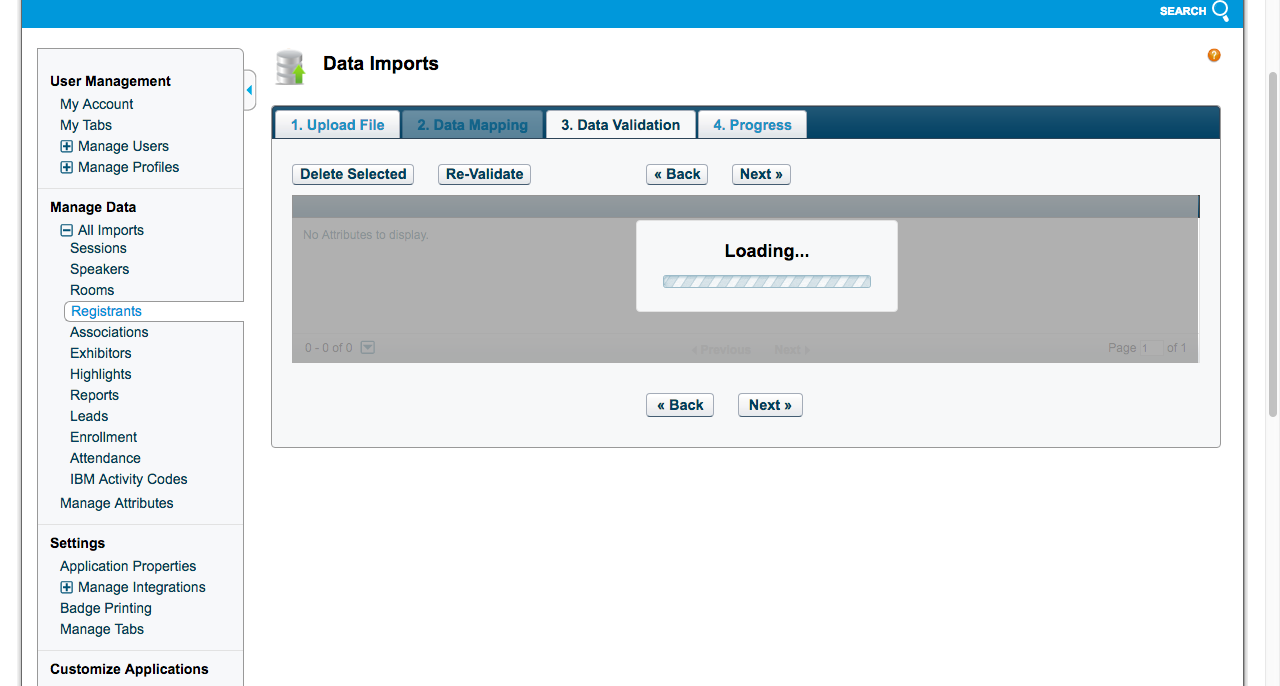 SEARCH
User Management
My Account
My Tabs
Manage Users
Manage Profiles
Manage Data
All Imports
Sessions
Speakers
Rooms
Registrants
Associations
Exhibitors
Highlights
Reports
Leads
Enrollment
Attendance
IBM Activity Codes
Manage Attributes
Settings
Application Properties
Manage Integrations
Badge Printing
Manage Tabs
Customize Applications
Data Imports
?
1. Upload File
2. Data Mapping
3. Data Validation
4. Progress
Delete Selected Re-Validate « Back Next »
No Attributes to display.
Loading...
0 - 0 of 0 « Previous Next » Page 1 of 1
« Back Next »